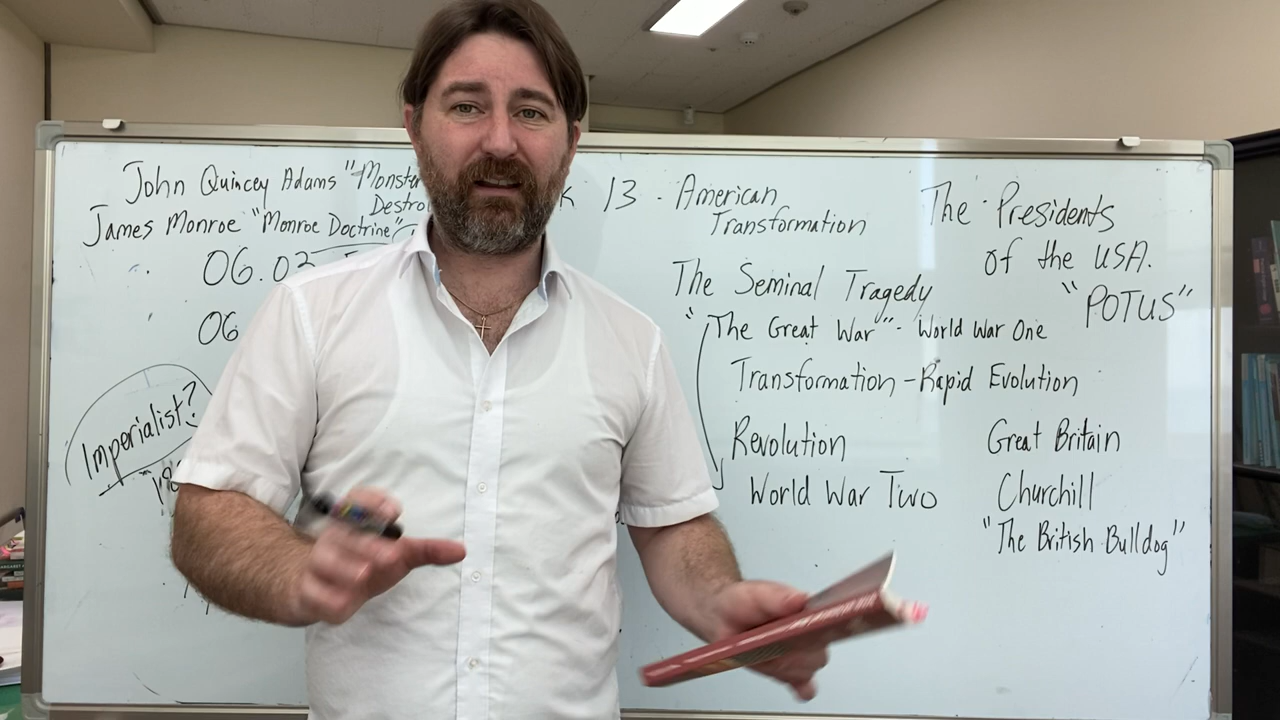 John Quincey Adams "Monster
Destro
James Monroe "Monroe Doctrine"
06.03
06
Imperialist?
k 13 - American
Transformation
The Seminal Tragedy
"The Great War" - World War One
Transformation - Rapid Evolution
Revolution
World War Two
The Presidents
of the USA.
"POTUS"
Great Britain
Churchill
"The British Bulldog"